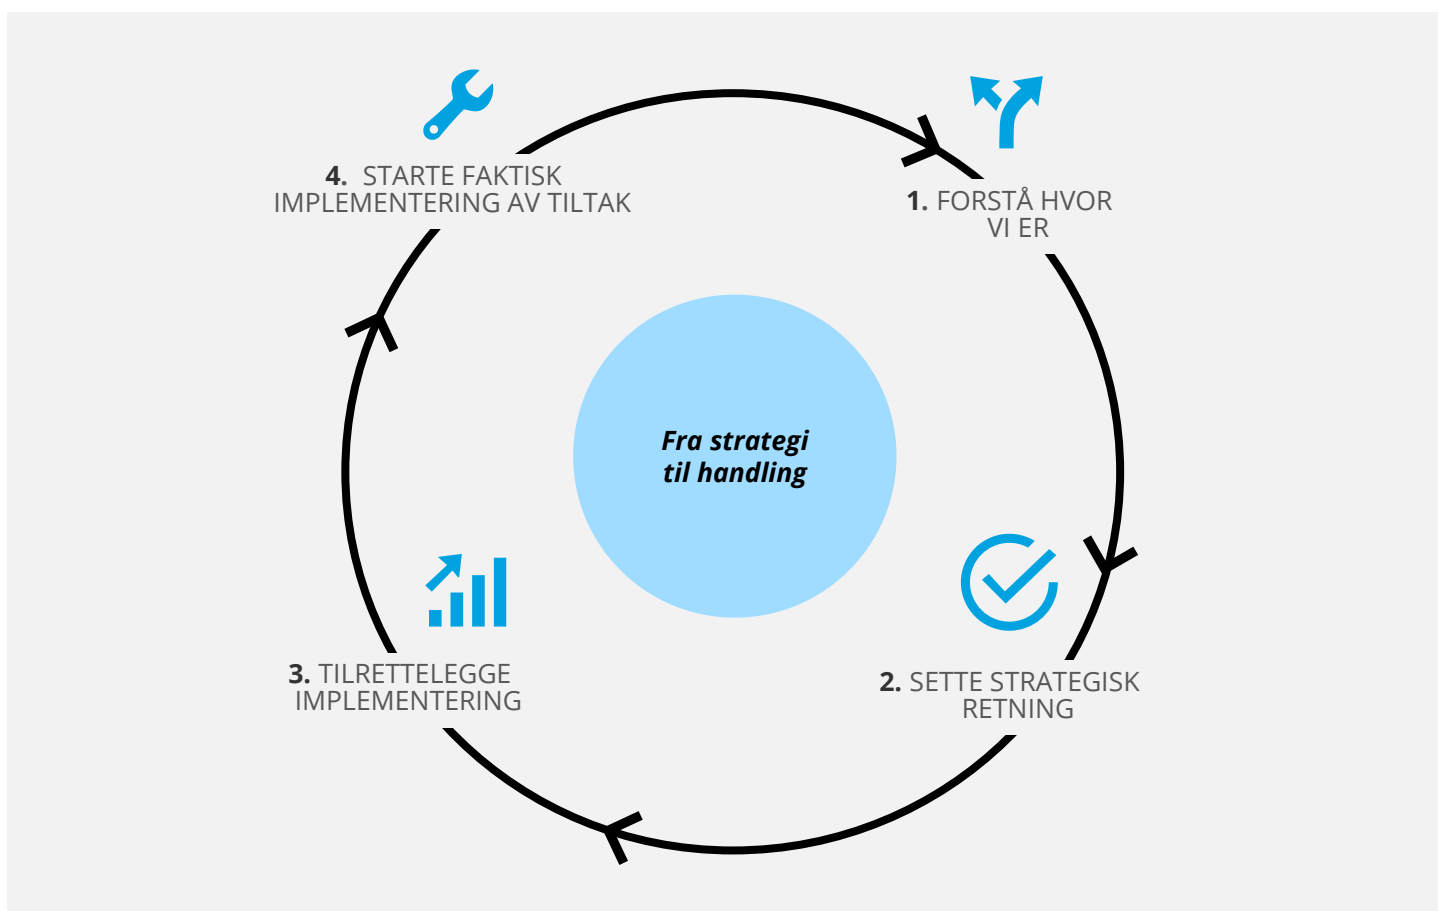 4. STARTE FAKTISK
IMPLEMENTERING AV TILTAK
1. FORSTÅ HVOR
VI ER
Fra strategi
til handling
3. TILRETTELEGGE
IMPLEMENTERING
2. SETTE STRATEGISK
RETNING